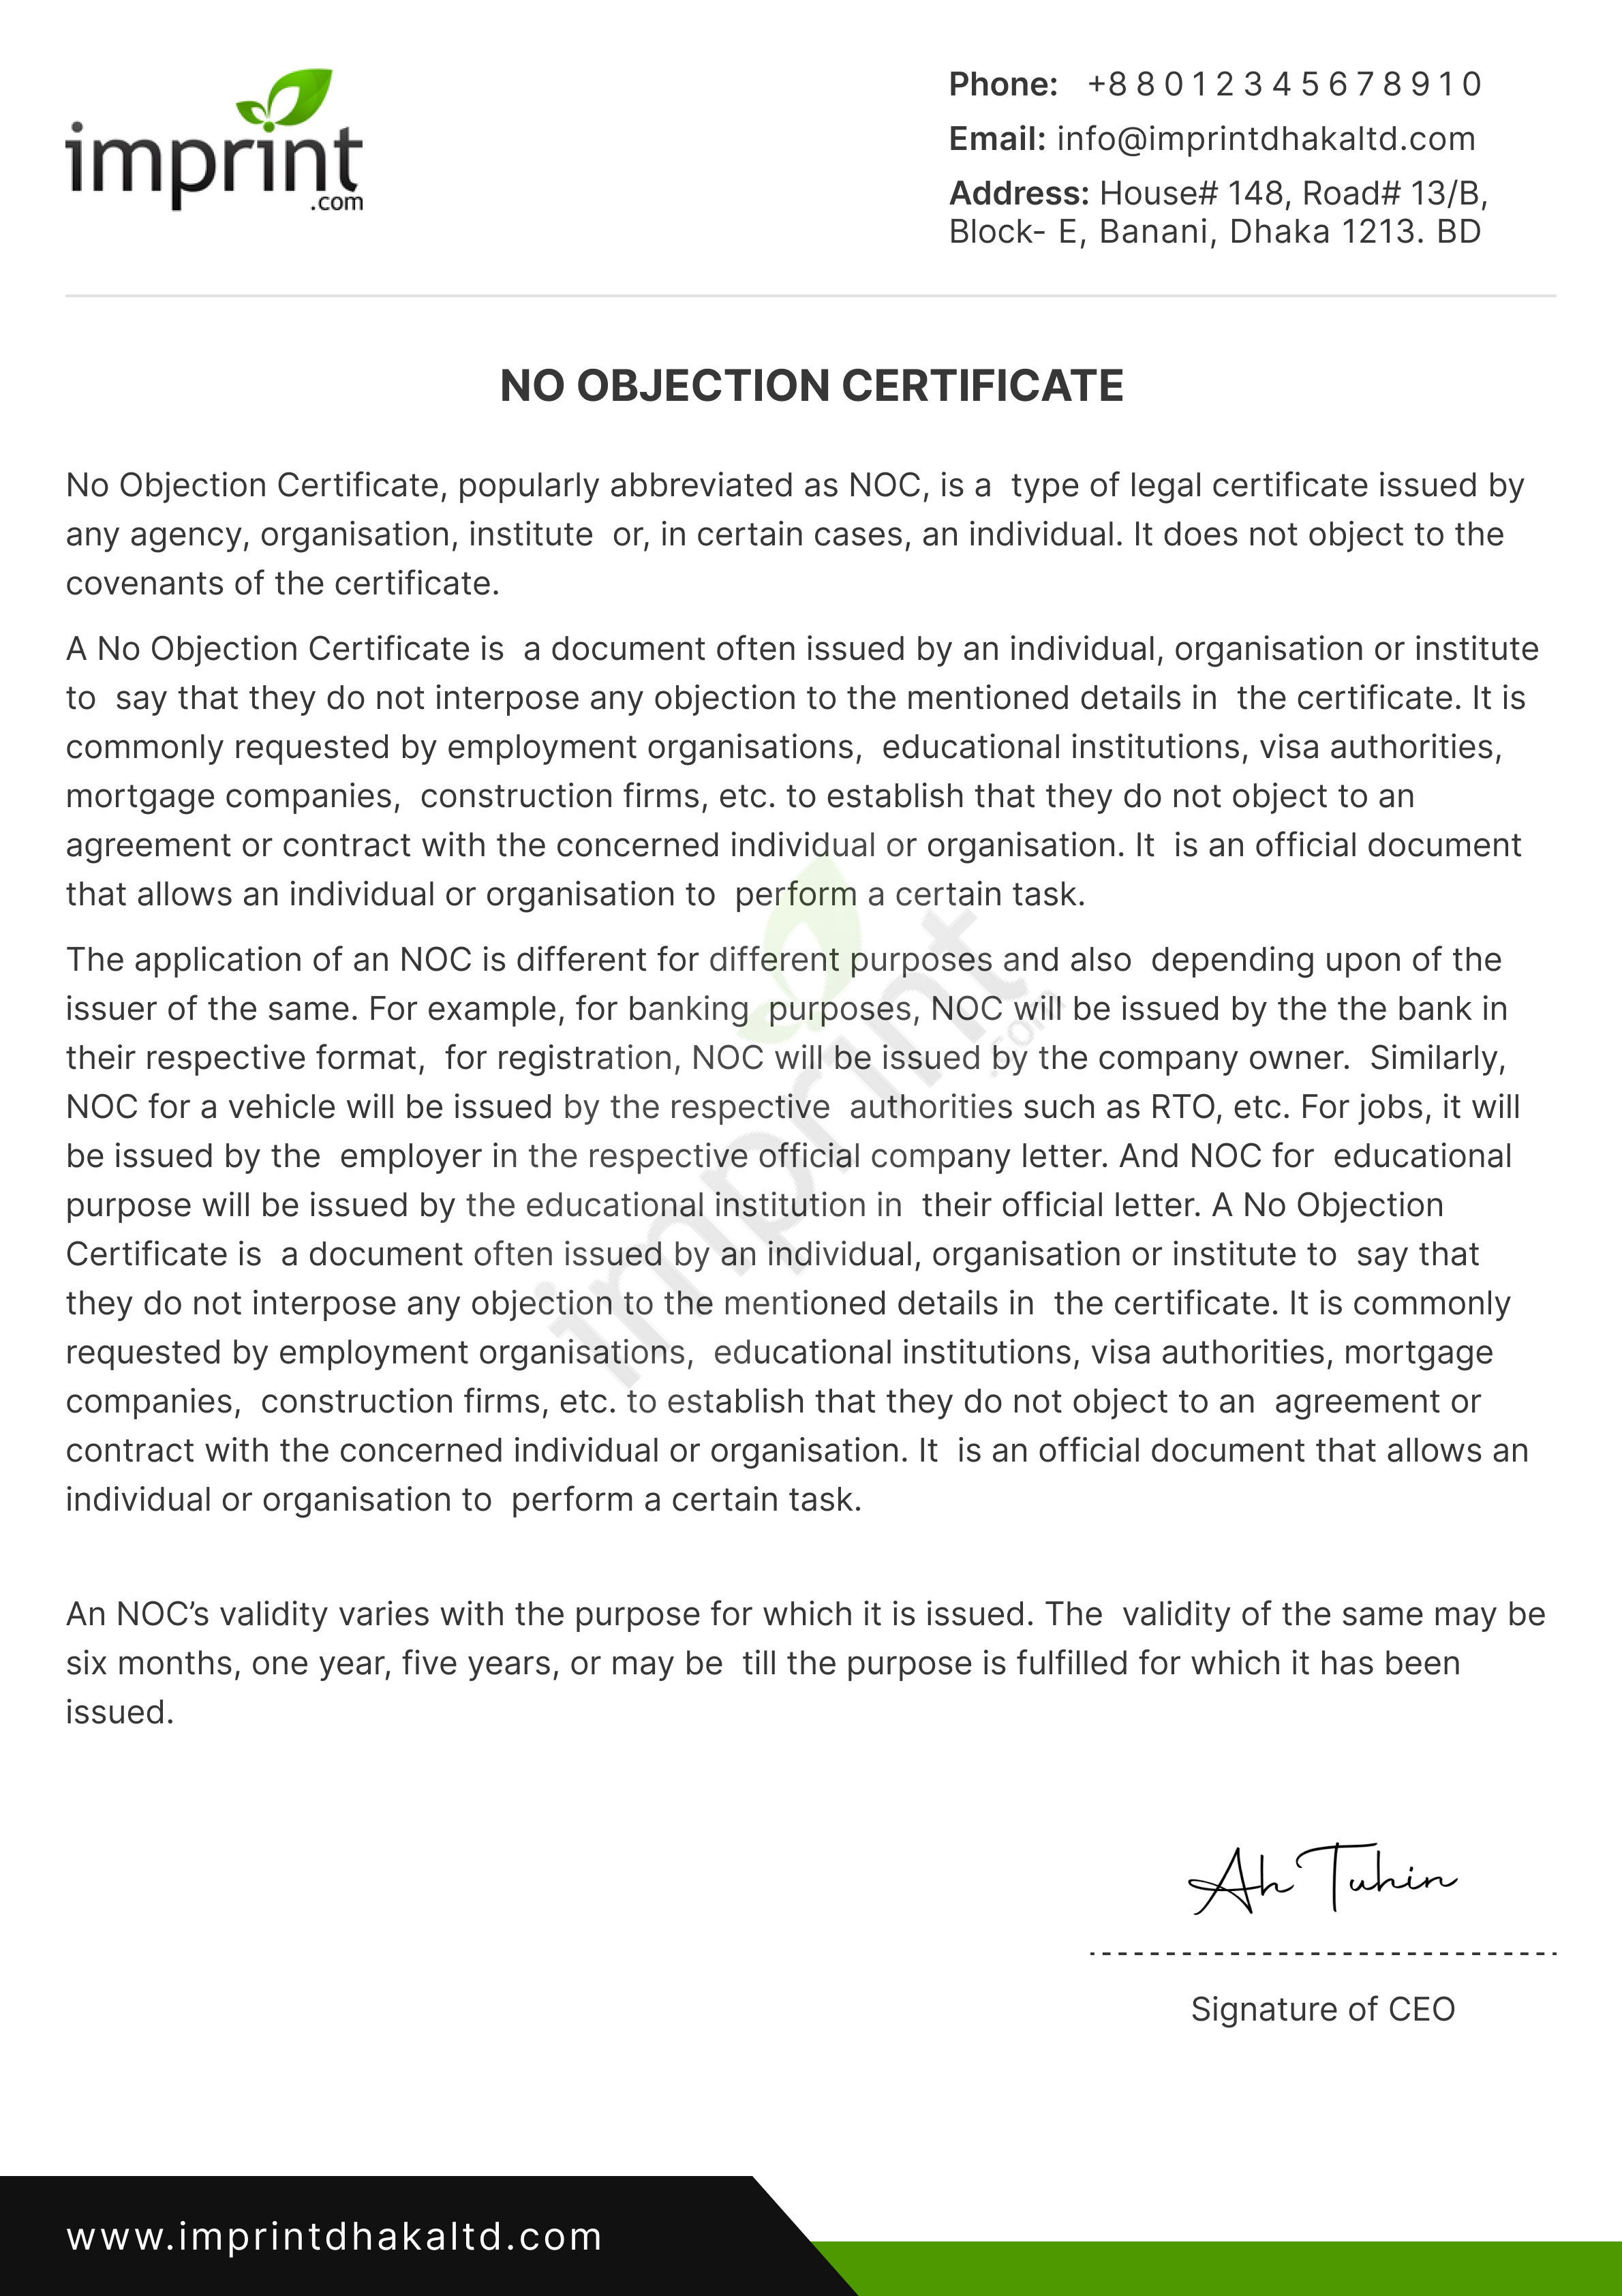 imprint
.com
Phone: +88012345678910
Email: info@imprintdhakaltd.com
Address: House# 148, Road# 13/B,
Block- E, Banani, Dhaka 1213. BD
NO OBJECTION CERTIFICATE
No Objection Certificate, popularly abbreviated as NOC, is a type of legal certificate issued by
any agency, organisation, institute or, in certain cases, an individual. It does not object to the
covenants of the certificate.
A No Objection Certificate is a document often issued by an individual, organisation or institute
to say that they do not interpose any objection to the mentioned details in the certificate. It is
commonly requested by employment organisations, educational institutions, visa authorities,
mortgage companies, construction firms, etc. to establish that they do not object to an
agreement or contract with the concerned individual or organisation. It is an official document
that allows an individual or organisation to perform a certain task.
The application of an NOC is different for different purposes and also depending upon of the
issuer of the same. For example, for banking purposes, NOC will be issued by the the bank in
their respective format, for registration, NOC will be issued by the company owner. Similarly,
NOC for a vehicle will be issued by the respective authorities such as RTO, etc. For jobs, it will
be issued by the employer in the respective official company letter. And NOC for educational
purpose will be issued by the educational institution in their official letter. A No Objection
Certificate is a document often issued by an individual, organisation or institute to say that
they do not interpose any objection to the mentioned details in the certificate. It is commonly
requested by employment organisations, educational institutions, visa authorities, mortgage
companies, construction firms, etc. to establish that they do not object to an agreement or
contract with the concerned individual or organisation. It is an official document that allows an
individual or organisation to perform a certain task.
imprint
.com
An NOC’s validity varies with the purpose for which it is issued. The validity of the same may be
six months, one year, five years, or may be till the purpose is fulfilled for which it has been
issued.
Ah Tuhin
Signature of CEO
www.imprintdhakaltd.com